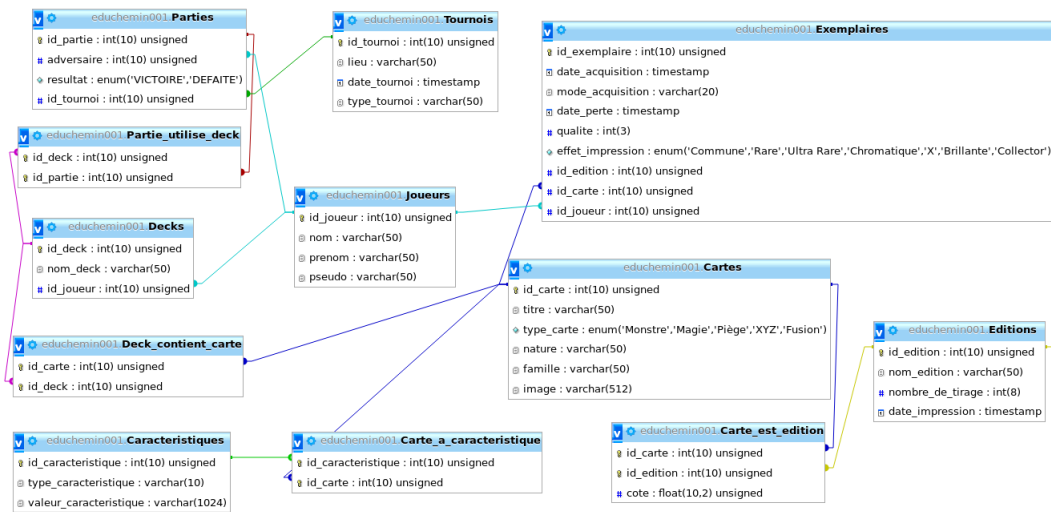 educhemin001 Parties
id_partie : int(10) unsigned
adversaire : int(10) unsigned
resultat : enum('VICTOIRE','DEFAITE')
id_tournoi : int(10) unsigned
educhemin001 Tournois
id_tournoi : int(10) unsigned
lieu : varchar(50)
date_tournoi : timestamp
type_tournoi : varchar(50)
educhemin001 Exemplaires
id_exemplaire : int(10) unsigned
date_acquisition : timestamp
mode_acquisition : varchar(20)
date_perte : timestamp
qualite : int(3)
effet_impression : enum('Commune','Rare','Ultra Rare','Chromatique','X','Brillante','Collector')
id_edition : int(10) unsigned
id_carte : int(10) unsigned
id_joueur : int(10) unsigned
educhemin001 Partie_utilise_deck
id_deck : int(10) unsigned
id_partie : int(10) unsigned
educhemin001 Joueurs
id_joueur : int(10) unsigned
nom : varchar(50)
prenom : varchar(50)
pseudo : varchar(50)
educhemin001 Decks
id_deck : int(10) unsigned
nom_deck : varchar(50)
id_joueur : int(10) unsigned
educhemin001 Cartes
id_carte : int(10) unsigned
titre : varchar(50)
type_carte : enum('Monstre','Magie','Piège','XYZ','Fusion')
nature : varchar(50)
famille : varchar(50)
image : varchar(512)
educhemin001 Editions
id_edition : int(10) unsigned
nom_edition : varchar(50)
nombre_de_tirage : int(8)
date_impression : timestamp
educhemin001 Deck_contient_carte
id_carte : int(10) unsigned
id_deck : int(10) unsigned
educhemin001 Caracteristiques
id_caracteristique : int(10) unsigned
type_caracteristique : varchar(10)
valeur_caracteristique : varchar(1024)
educhemin001 Carte_a_caracteristique
id_caracteristique : int(10) unsigned
id_carte : int(10) unsigned
educhemin001 Carte_est_edition
id_carte : int(10) unsigned
id_edition : int(10) unsigned
cote : float(10,2) unsigned